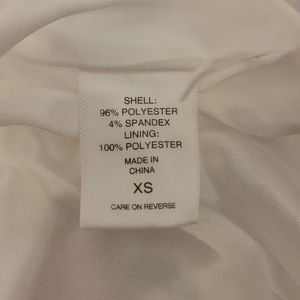 SHELL:
96% POLYESTER
4% SPANDEX
LINING:
100% POLYESTER
MADE IN
CHINA
XS
CARE ON REVERSE